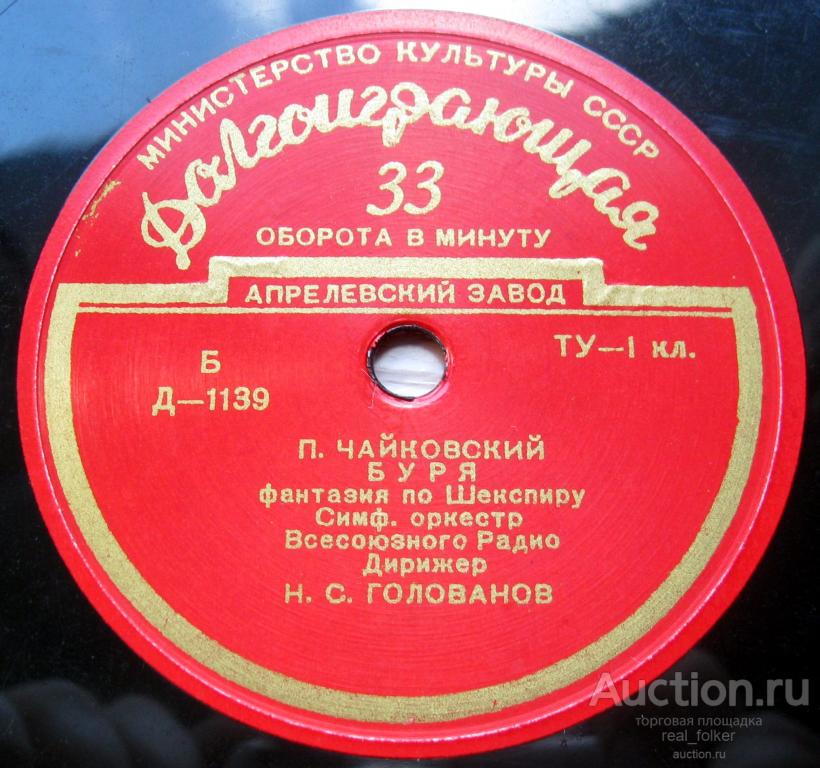 МИНИСТЕРСТВО КУЛЬТУРЫ СССР
Долгоиграющая
33
ОБОРОТА В МИНУТУ
АПРЕЛЕВСКИЙ ЗАВОД
Б
Д—1139
ТУ—1 кл.
П. ЧАЙКОВСКИЙ
БУРЯ
фантазия по Шекспиру
Симф. оркестр
Всесоюзного Радио
Дирижер
Н. С. ГОЛОВАНОВ
Auction.ru
торговая площадка
real_folker
auction.ru